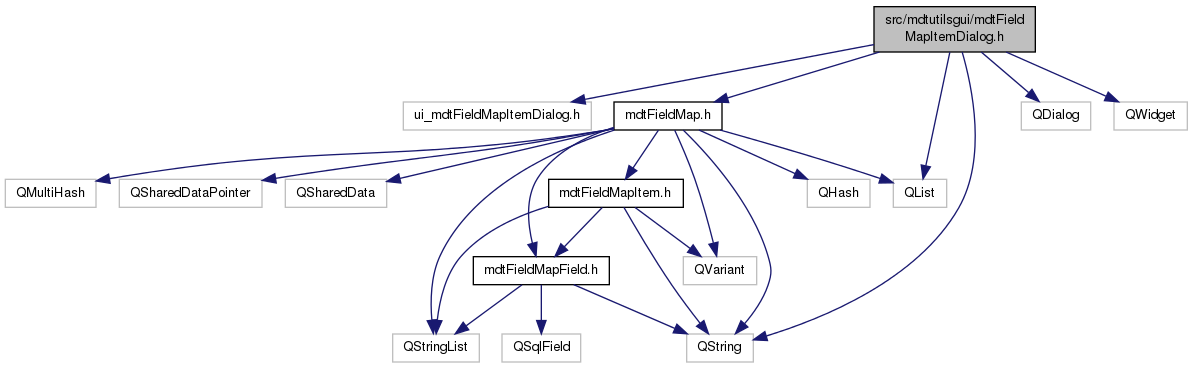 src/mdtutilsgui/mdtField
MapItemDialog.h
ui_mdtFieldMapItemDialog.h
mdtFieldMap.h
QDialog
QWidget
QMultiHash
QSharedDataPointer
QSharedData
mdtFieldMapItem.h
QHash
QList
mdtFieldMapField.h
QVariant
QStringList
QSqlField
QString